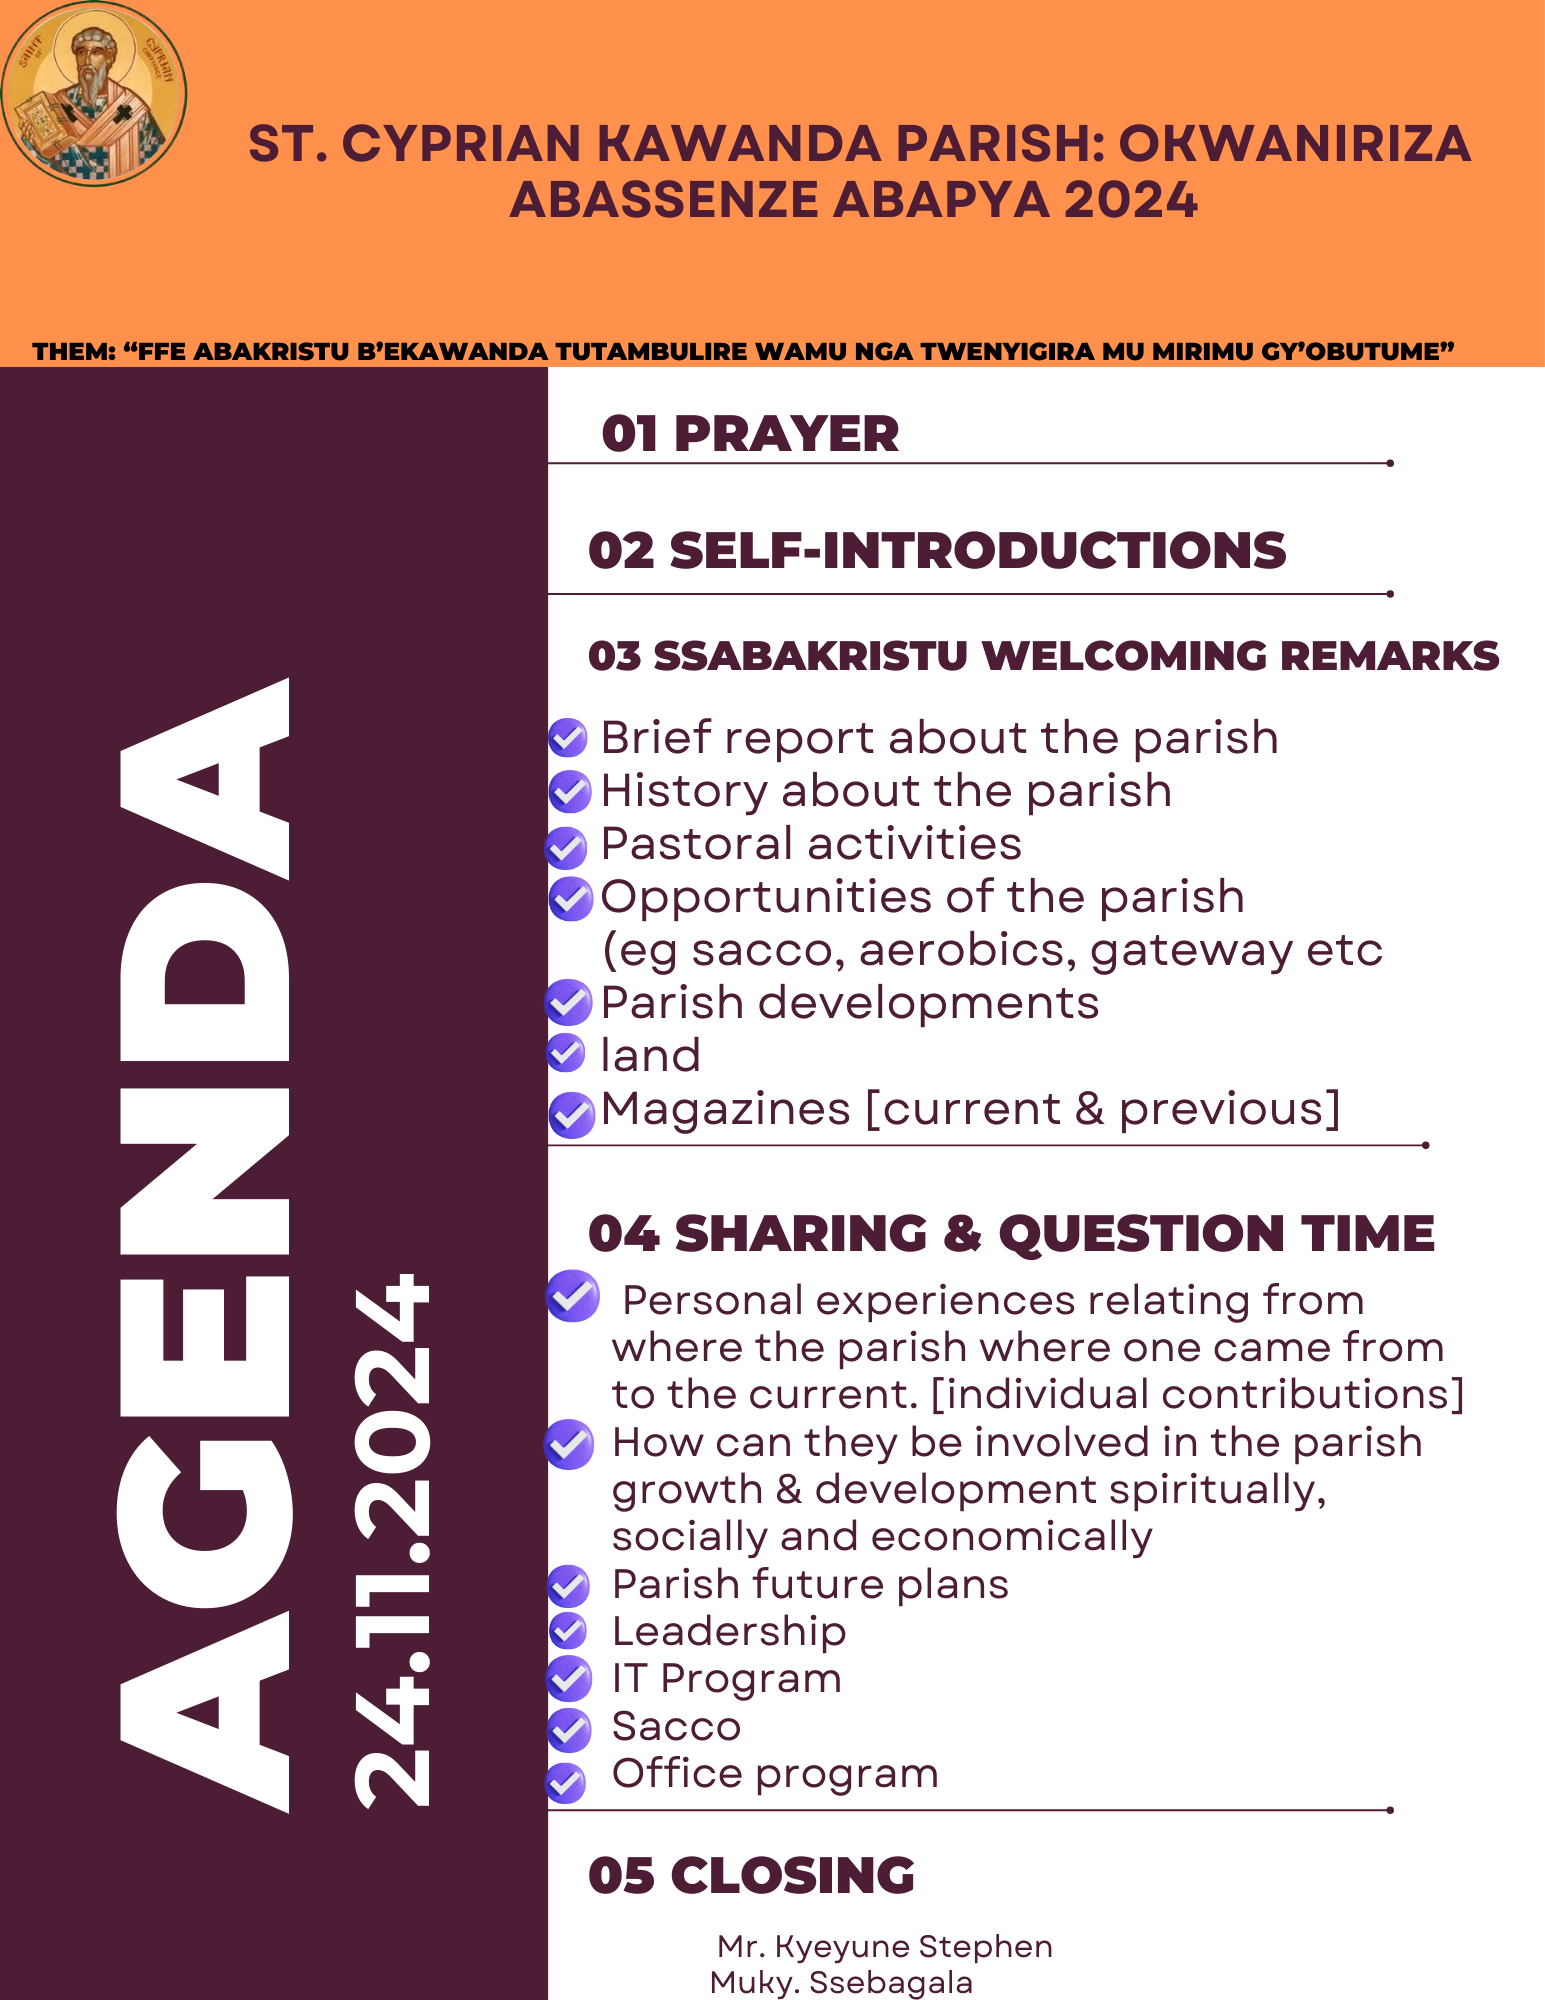 SAINT
OF
CYPRIAN
CARTHAGE
ST. CYPRIAN KAWANDA PARISH: OKWANIRIZA
ABASSENZE ABAPYA 2024
THEM: “FFE ABAKRISTU B’EKAWANDA TUTAMBULIRE WAMU NGA TWENYIGIRA MU MIRIMU GY’OBUTUME”
AGENDA
24.11.2024
01 PRAYER
02 SELF-INTRODUCTIONS
03 SSABAKRISTU WELCOMING REMARKS
Brief report about the parish
History about the parish
Pastoral activities
Opportunities of the parish
(eg sacco, aerobics, gateway etc
Parish developments
land
Magazines [current & previous]
04 SHARING & QUESTION TIME
Personal experiences relating from
where the parish where one came from
to the current. [individual contributions]
How can they be involved in the parish
growth & development spiritually,
socially and economically
Parish future plans
Leadership
IT Program
Sacco
Office program
05 CLOSING
Mr. Kyeyune Stephen
Muky. Ssebagala